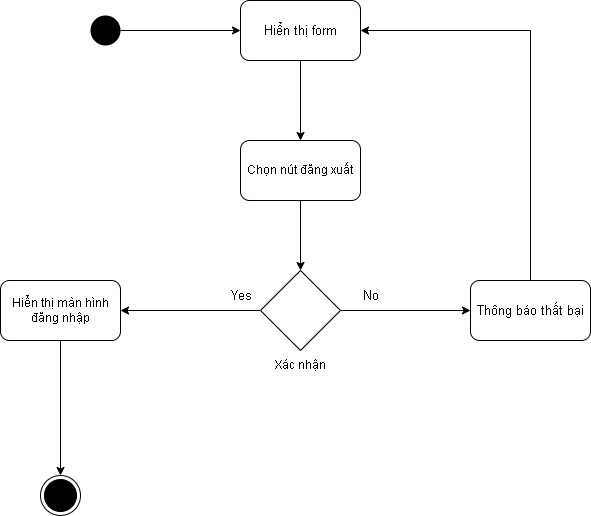 Hiển thị form
Chọn nút đăng xuất
Yes
No
Hiển thị màn hình
đăng nhập
Thông báo thất bại
Xác nhận